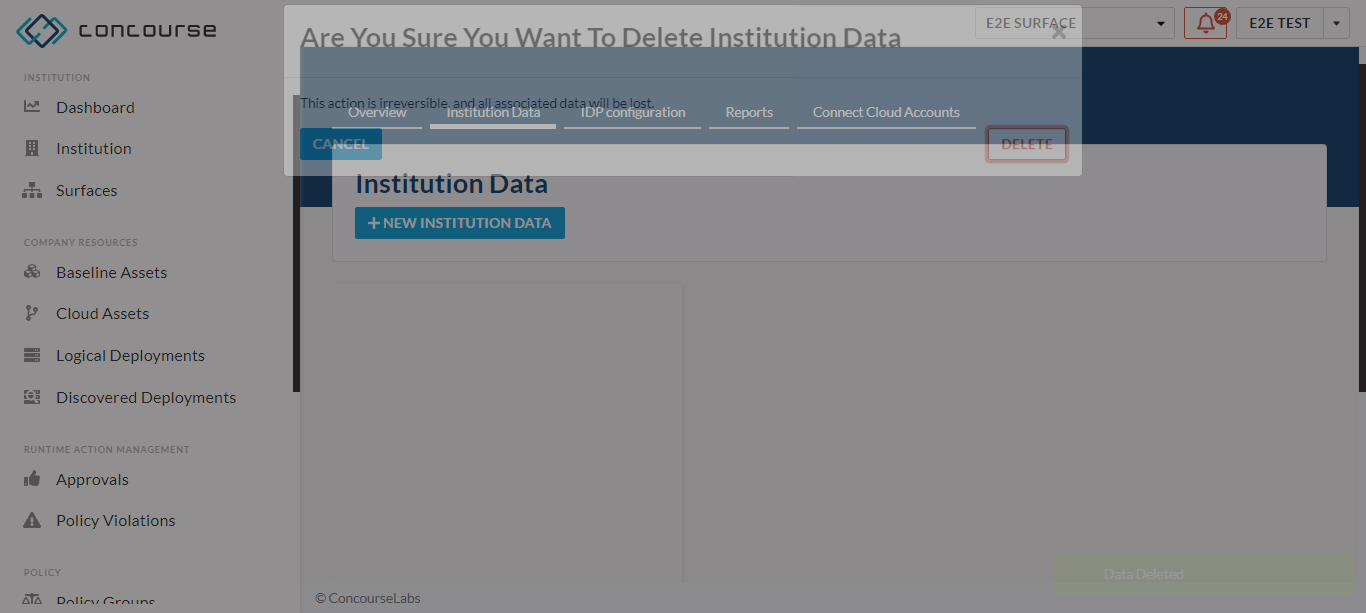 concourse
Are You Sure You Want To Delete Institution Data
E2E SURFACE
24
E2E TEST
INSTITUTION
Dashboard
This action is irreversible, and all associated data will be lost.
Overview
Institution Data
IDP configuration
Reports
Connect Cloud Accounts
CANCEL
DELETE
Institution
Surfaces
Institution Data
NEW INSTITUTION DATA
COMPANY RESOURCES
Baseline Assets
Cloud Assets
Logical Deployments
Discovered Deployments
RUNTIME ACTION MANAGEMENT
Approvals
Policy Violations
POLICY
Policy Groups
Data Deleted
© ConcourseLabs